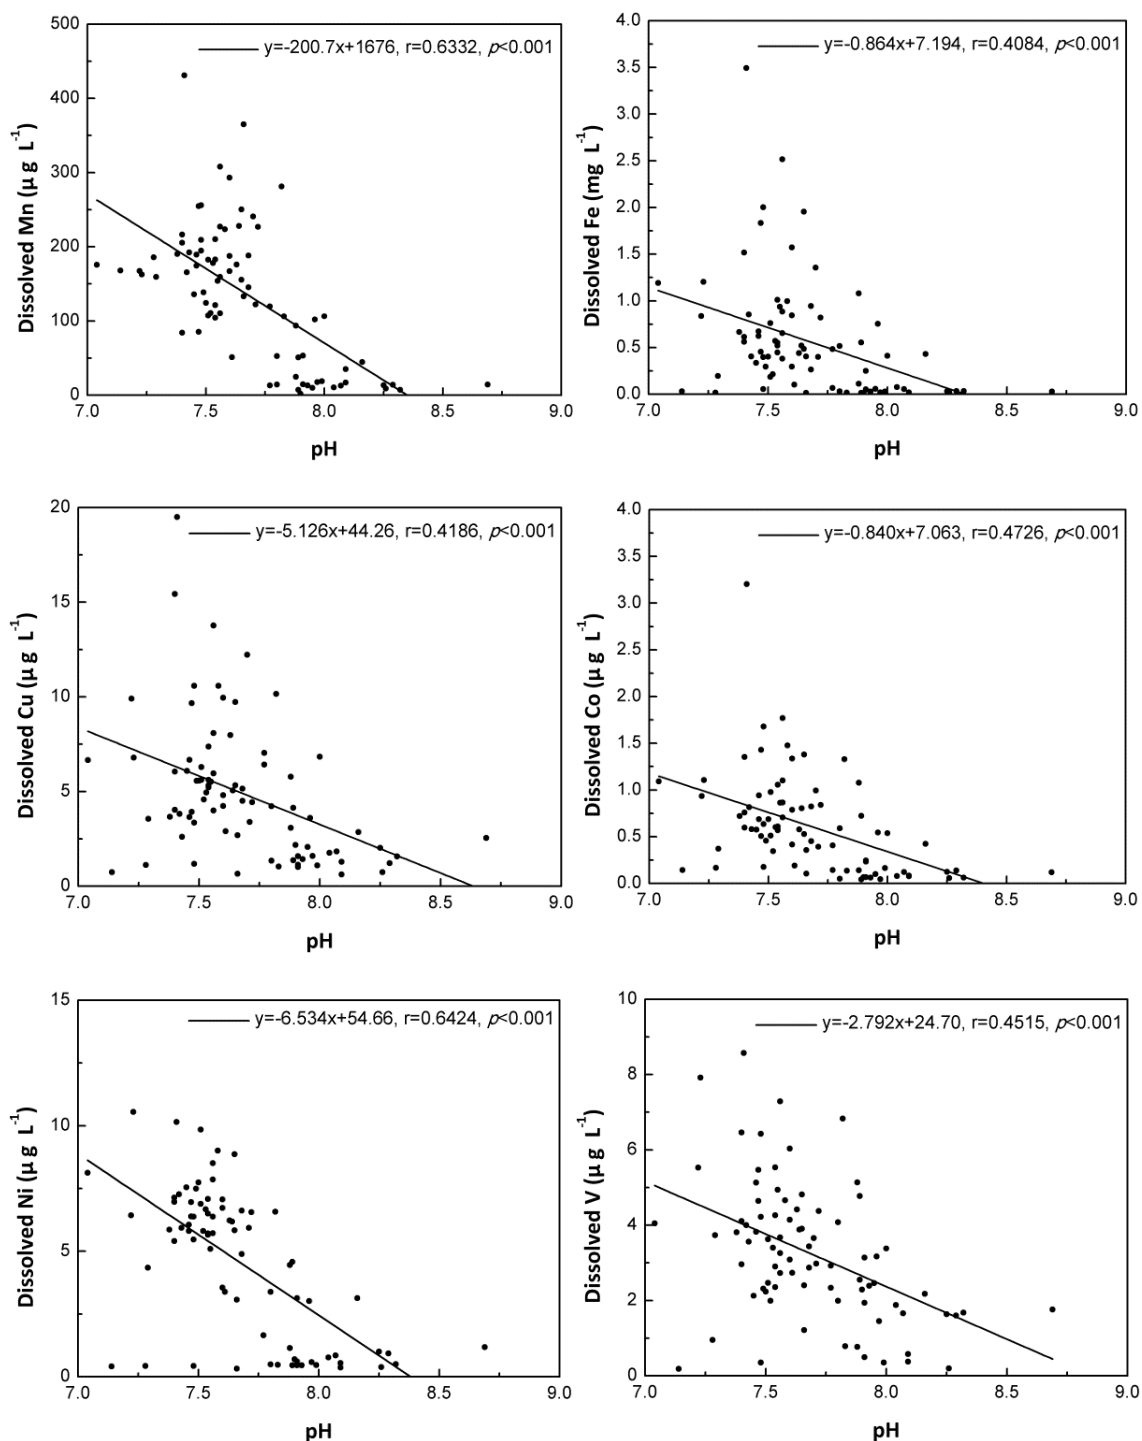 y=-200.7x+1676, r=0.6332, p<0.001
500
400
300
200
100
0
Dissolved Mn (μg L-1)
7.0 7.5 8.0 8.5 9.0
pH
y=-0.864x+7.194, r=0.4084, p<0.001
4.0
3.5
3.0
2.5
2.0
1.5
1.0
0.5
0.0
Dissolved Fe (mg L-1)
7.0 7.5 8.0 8.5 9.0
pH
y=-5.126x+44.26, r=0.4186, p<0.001
20
15
10
5
0
Dissolved Cu (μg L-1)
7.0 7.5 8.0 8.5 9.0
pH
y=-0.840x+7.063, r=0.4726, p<0.001
4.0
3.5
3.0
2.5
2.0
1.5
1.0
0.5
0.0
Dissolved Co (μg L-1)
7.0 7.5 8.0 8.5 9.0
pH
y=-6.534x+54.66, r=0.6424, p<0.001
15
10
5
0
Dissolved Ni (μg L-1)
7.0 7.5 8.0 8.5 9.0
pH
y=-2.792x+24.70, r=0.4515, p<0.001
10
8
6
4
2
0
Dissolved V (μg L-1)
7.0 7.5 8.0 8.5 9.0
pH